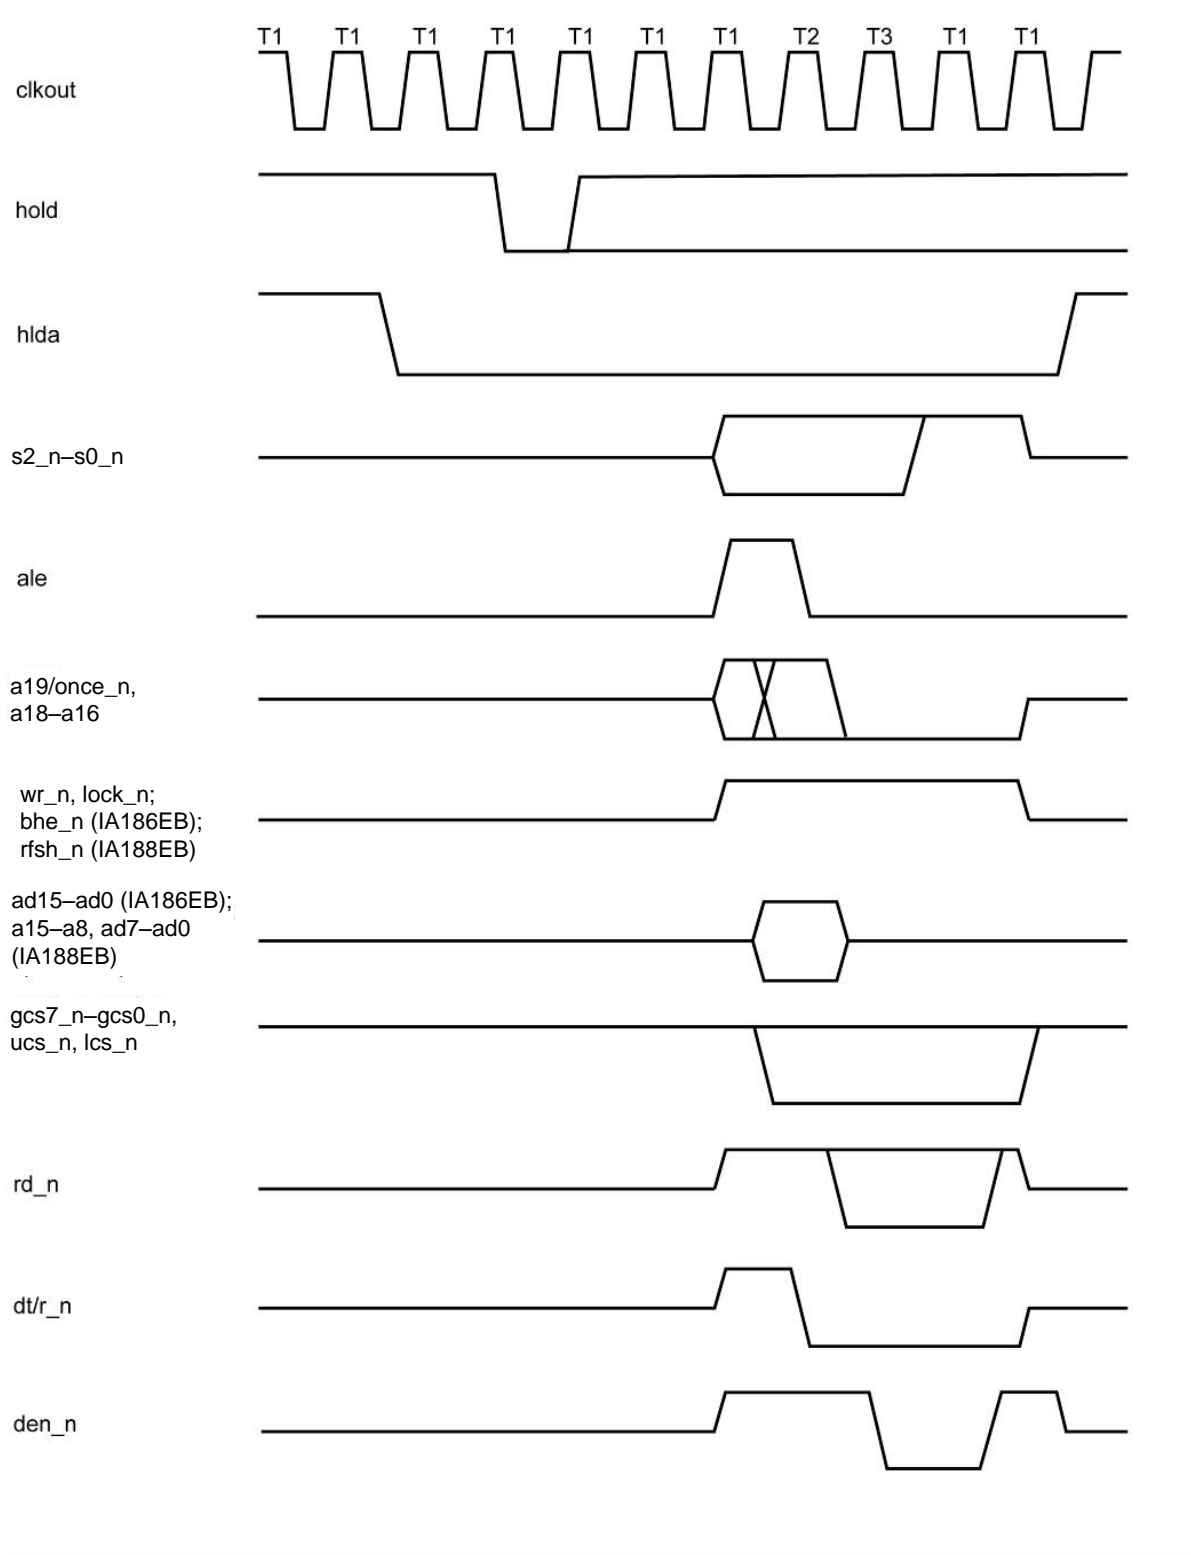 T1 T1 T1 T1 T1 T1 T1 T2 T3 T1 T1
clkout
hold
hlda
s2_n–s0_n
ale
a19/once_n,
a18–a16
wr_n, lock_n;
bhe_n (IA186EB);
rfsh_n (IA188EB)
ad15–ad0 (IA186EB);
a15–a8, ad7–ad0
(IA188EB)
gcs7_n–gcs0_n,
ucs_n, lcs_n
rd_n
dt/r_n
den_n